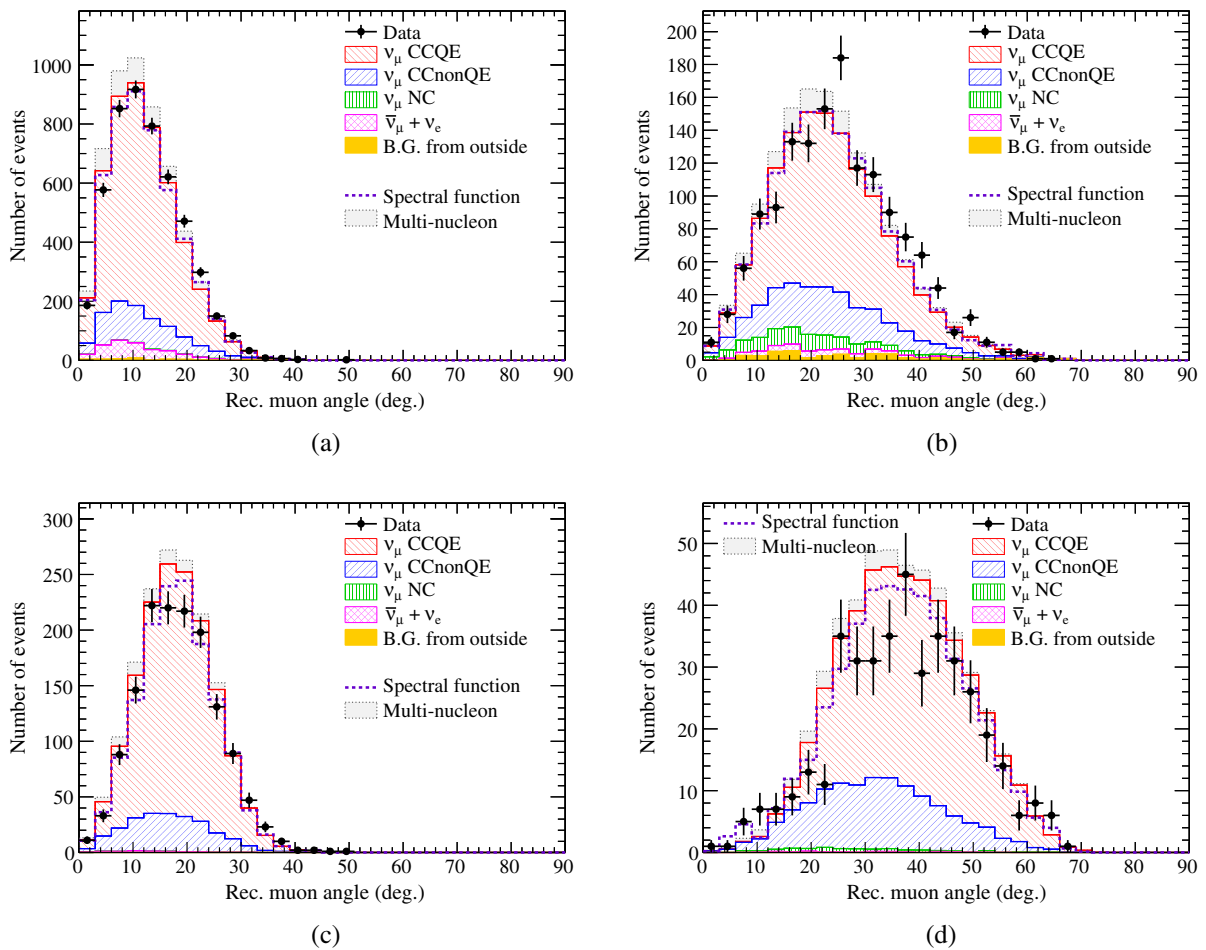 Number of events
1000
800
600
400
200
0
0 10 20 30 40 50 60 70 80 90
Rec. muon angle (deg.)
Data
νμ CCQE
νμ CCnonQE
νμ NC
ν̄μ + νe
B.G. from outside
Spectral function
Multi-nucleon
(a)
Number of events
200
180
160
140
120
100
80
60
40
20
0
0 10 20 30 40 50 60 70 80 90
Rec. muon angle (deg.)
Data
νμ CCQE
νμ CCnonQE
νμ NC
ν̄μ + νe
B.G. from outside
Spectral function
Multi-nucleon
(b)
Number of events
300
250
200
150
100
50
0
0 10 20 30 40 50 60 70 80 90
Rec. muon angle (deg.)
Data
νμ CCQE
νμ CCnonQE
νμ NC
ν̄μ + νe
B.G. from outside
Spectral function
Multi-nucleon
(c)
Number of events
50
40
30
20
10
0
0 10 20 30 40 50 60 70 80 90
Rec. muon angle (deg.)
Spectral function
Multi-nucleon
Data
νμ CCQE
νμ CCnonQE
νμ NC
ν̄μ + νe
B.G. from outside
(d)